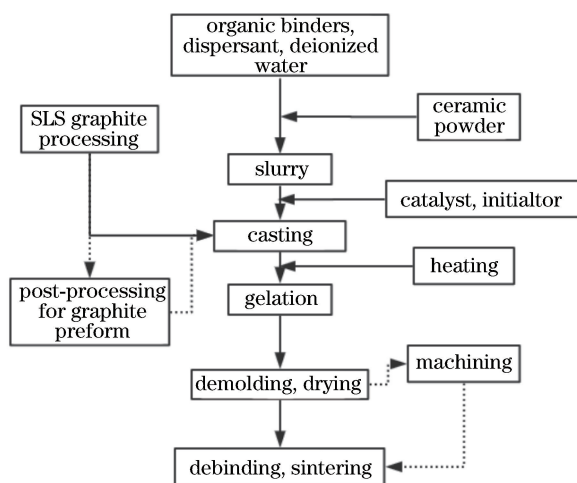 organic binders,
dispersant, deionized
water
SLS graphite
processing
ceramic
powder
slurry
catalyst, initialtor
casting
heating
post-processing
for graphite
preform
gelation
machining
demolding, drying
debinding, sintering